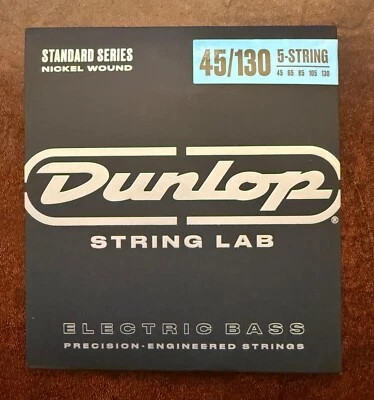 STANDARD SERIES
NICKEL WOUND
45/130
5-STRING
45 65 85 105 130
Dunlop®
STRING LAB
ELECTRIC BASS
PRECISION-ENGINEERED STRINGS